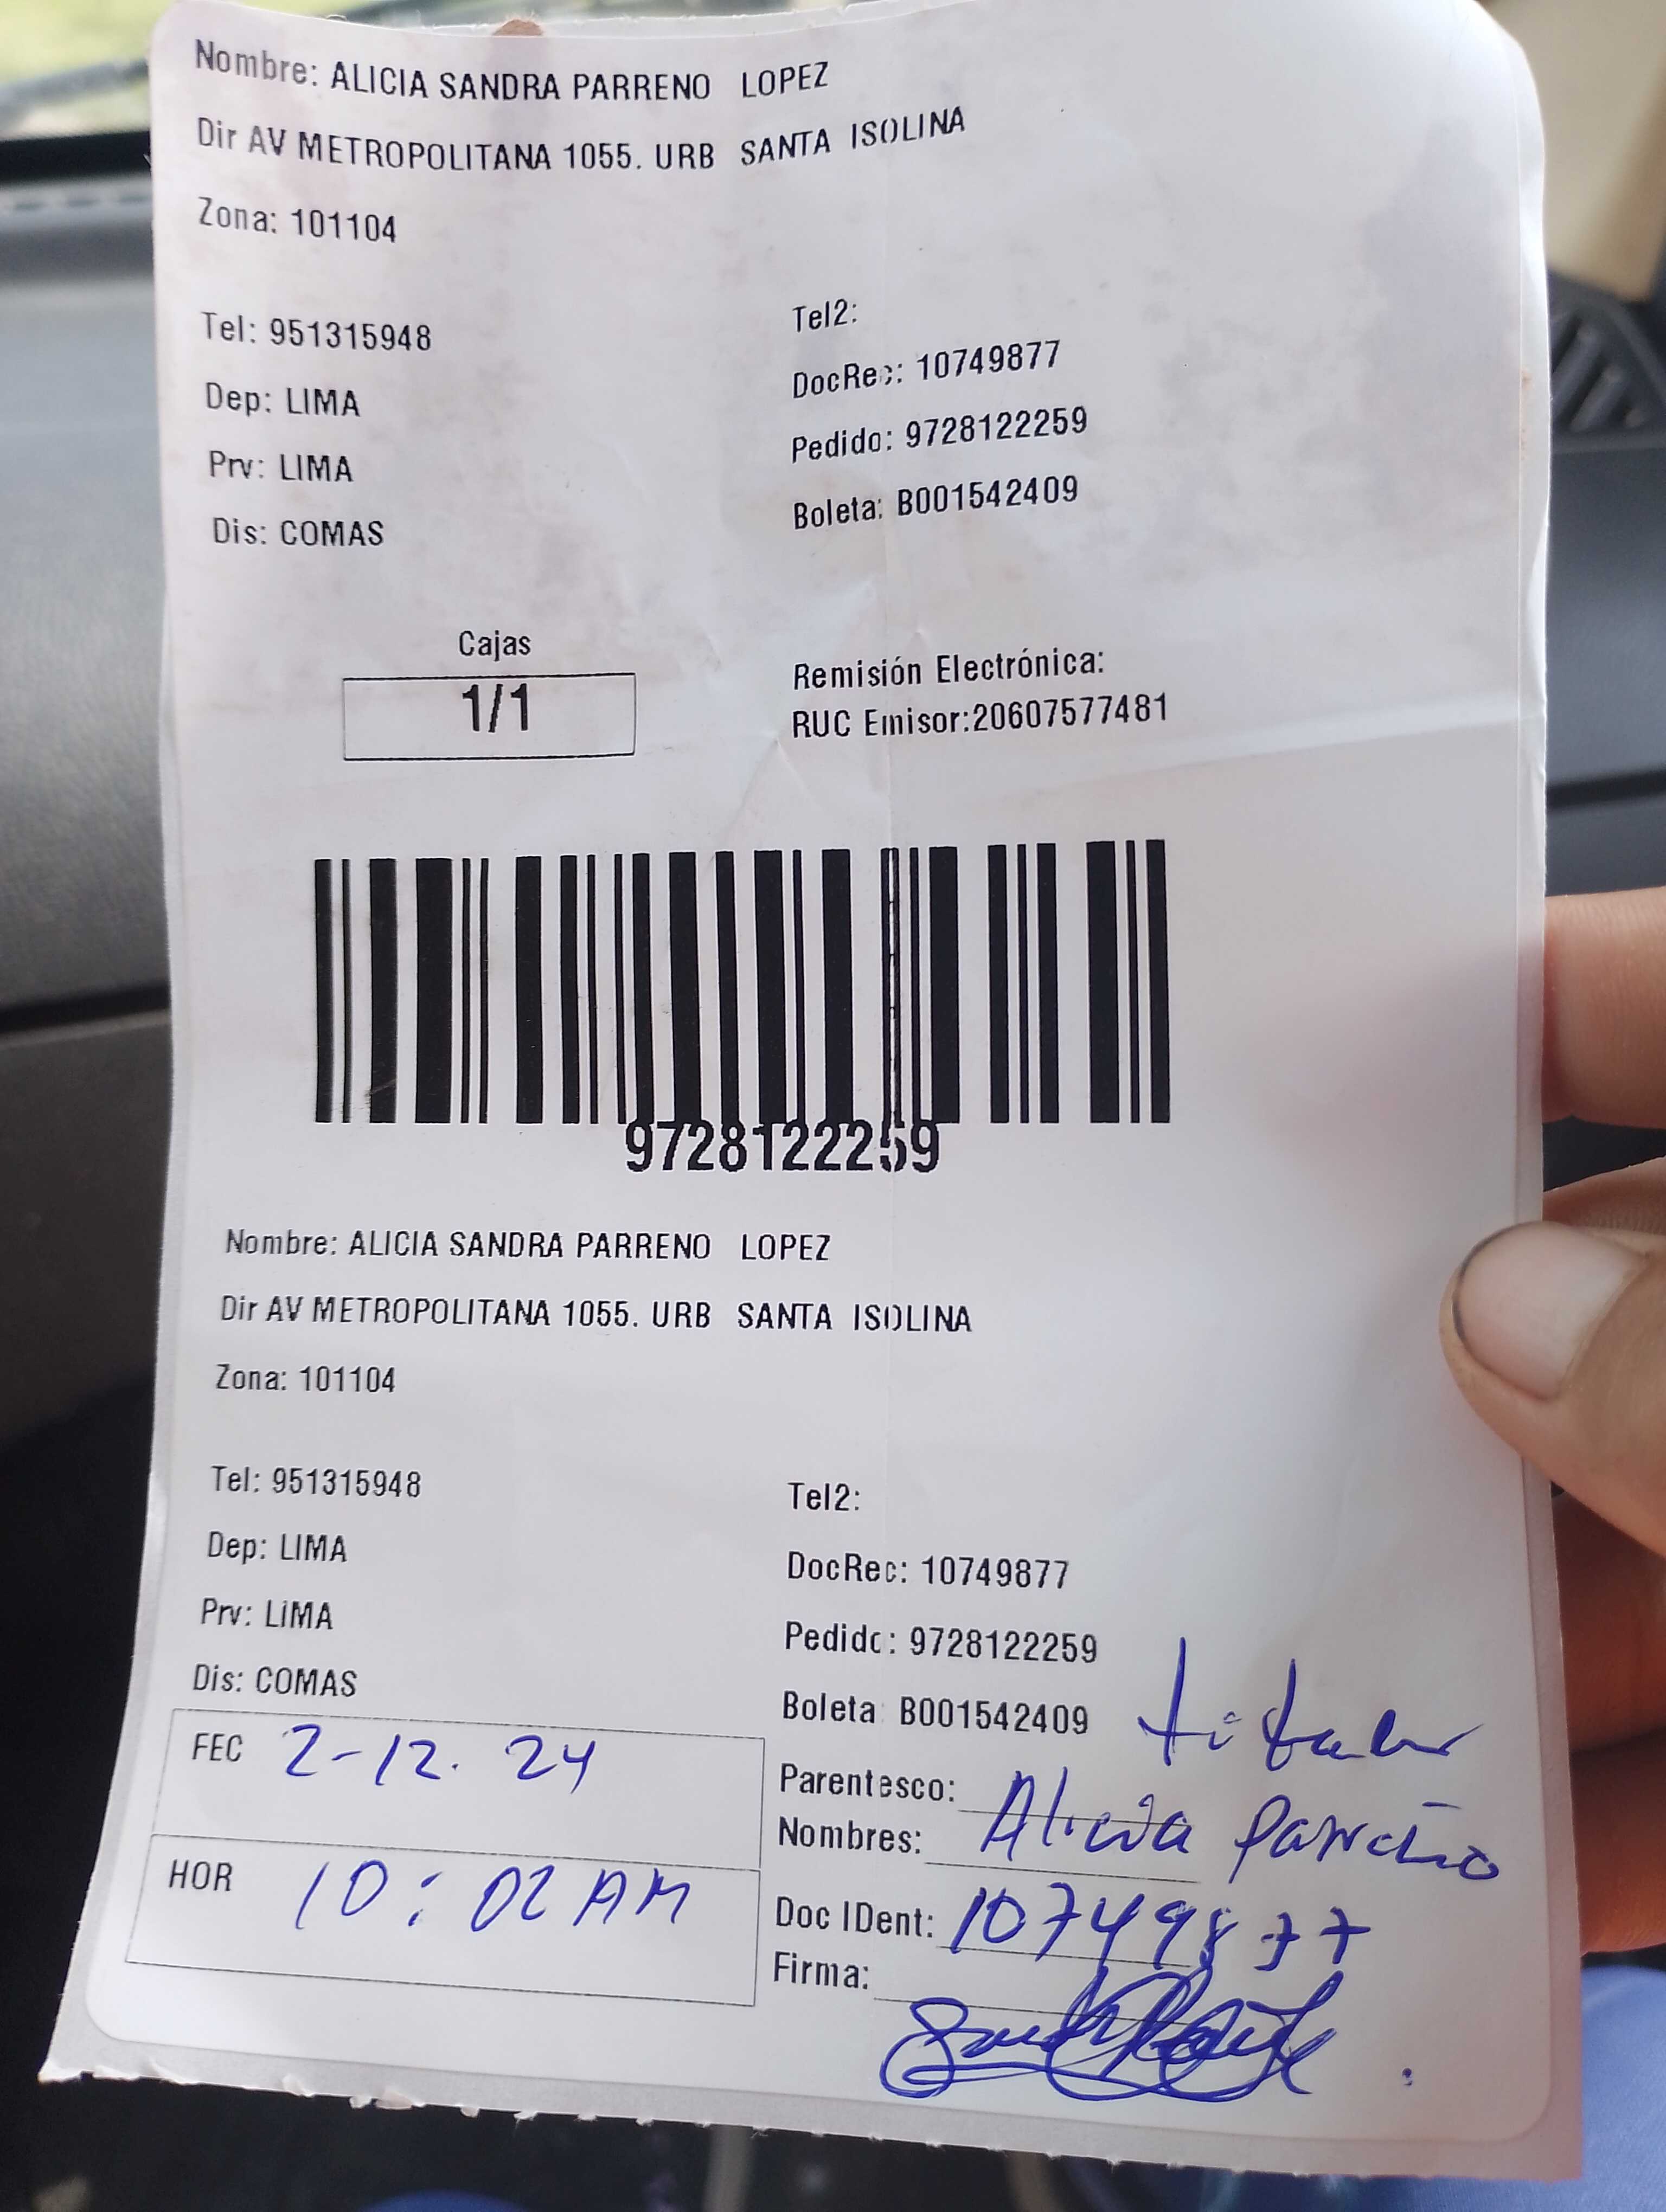 Nombre: ALICIA SANDRA PARRENO LOPEZ
Dir AV METROPOLITANA 1055. URB SANTA ISOLINA
Zona: 101104
Tel: 951315948
Tel2:
Dep: LIMA
DocRec: 10749877
Prv: LIMA
Pedido: 9728122259
Dis: COMAS
Boleta: B001542409
Cajas
1/1
Remisión Electrónica:
RUC Emisor:20607577481
9728122259
Nombre: ALICIA SANDRA PARRENO LOPEZ
Dir AV METROPOLITANA 1055. URB SANTA ISOLINA
Zona: 101104
Tel: 951315948
Tel2:
Dep: LIMA
DocRec: 10749877
Prv: LIMA
Pedido: 9728122259
Dis: COMAS
Boleta: B001542409
FEC 2-12. 24
HOR 10:02 AM
Parentesco: titular
Nombres: Alicia Parreño
Doc IDent: 10749877
Firma: